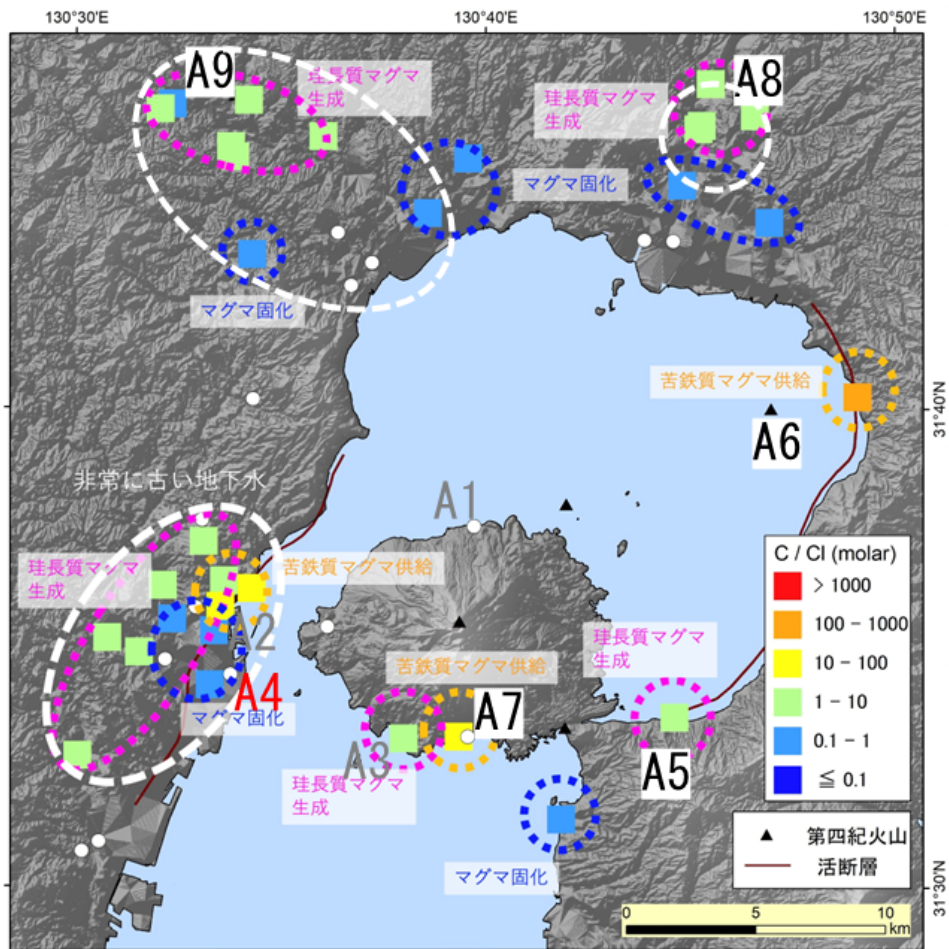 130°30'E
130°40'E
130°50'E
A9
珪長質マグマ
生成
A8
珪長質マグマ
生成
マグマ固化
マグマ固化
苦鉄質マグマ供給
31°40'N
A6
非常に古い地下水
A1
珪長質マグマ
生成
苦鉄質マグマ供給
A2
珪長質マグマ
生成
苦鉄質マグマ供給
A4
マグマ固化
A7
A3
珪長質マグマ
生成
A5
マグマ固化
C / Cl (molar)
> 1000
100 - 1000
10 - 100
1 - 10
0.1 - 1
≦ 0.1
第四紀火山
活断層
31°30'N
0 5 10
km